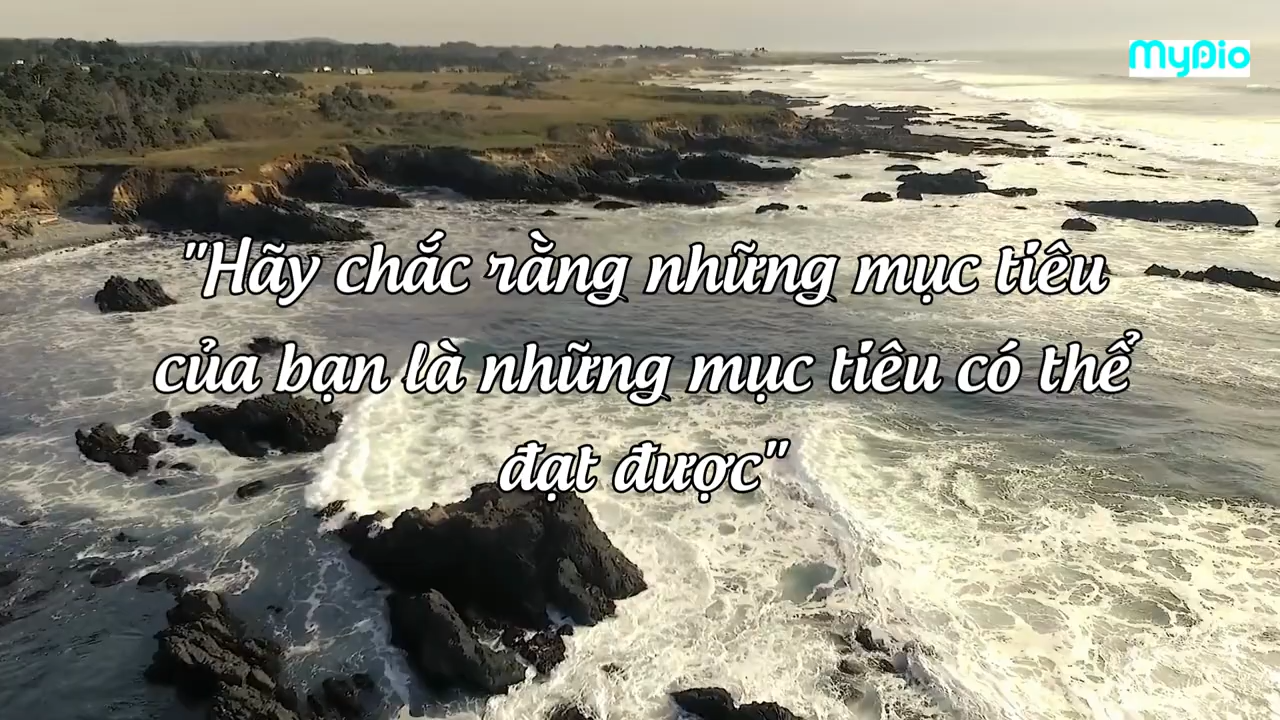 MyDio
"Hãy chắc rằng những mục tiêu
của bạn là những mục tiêu có thể
đạt được"